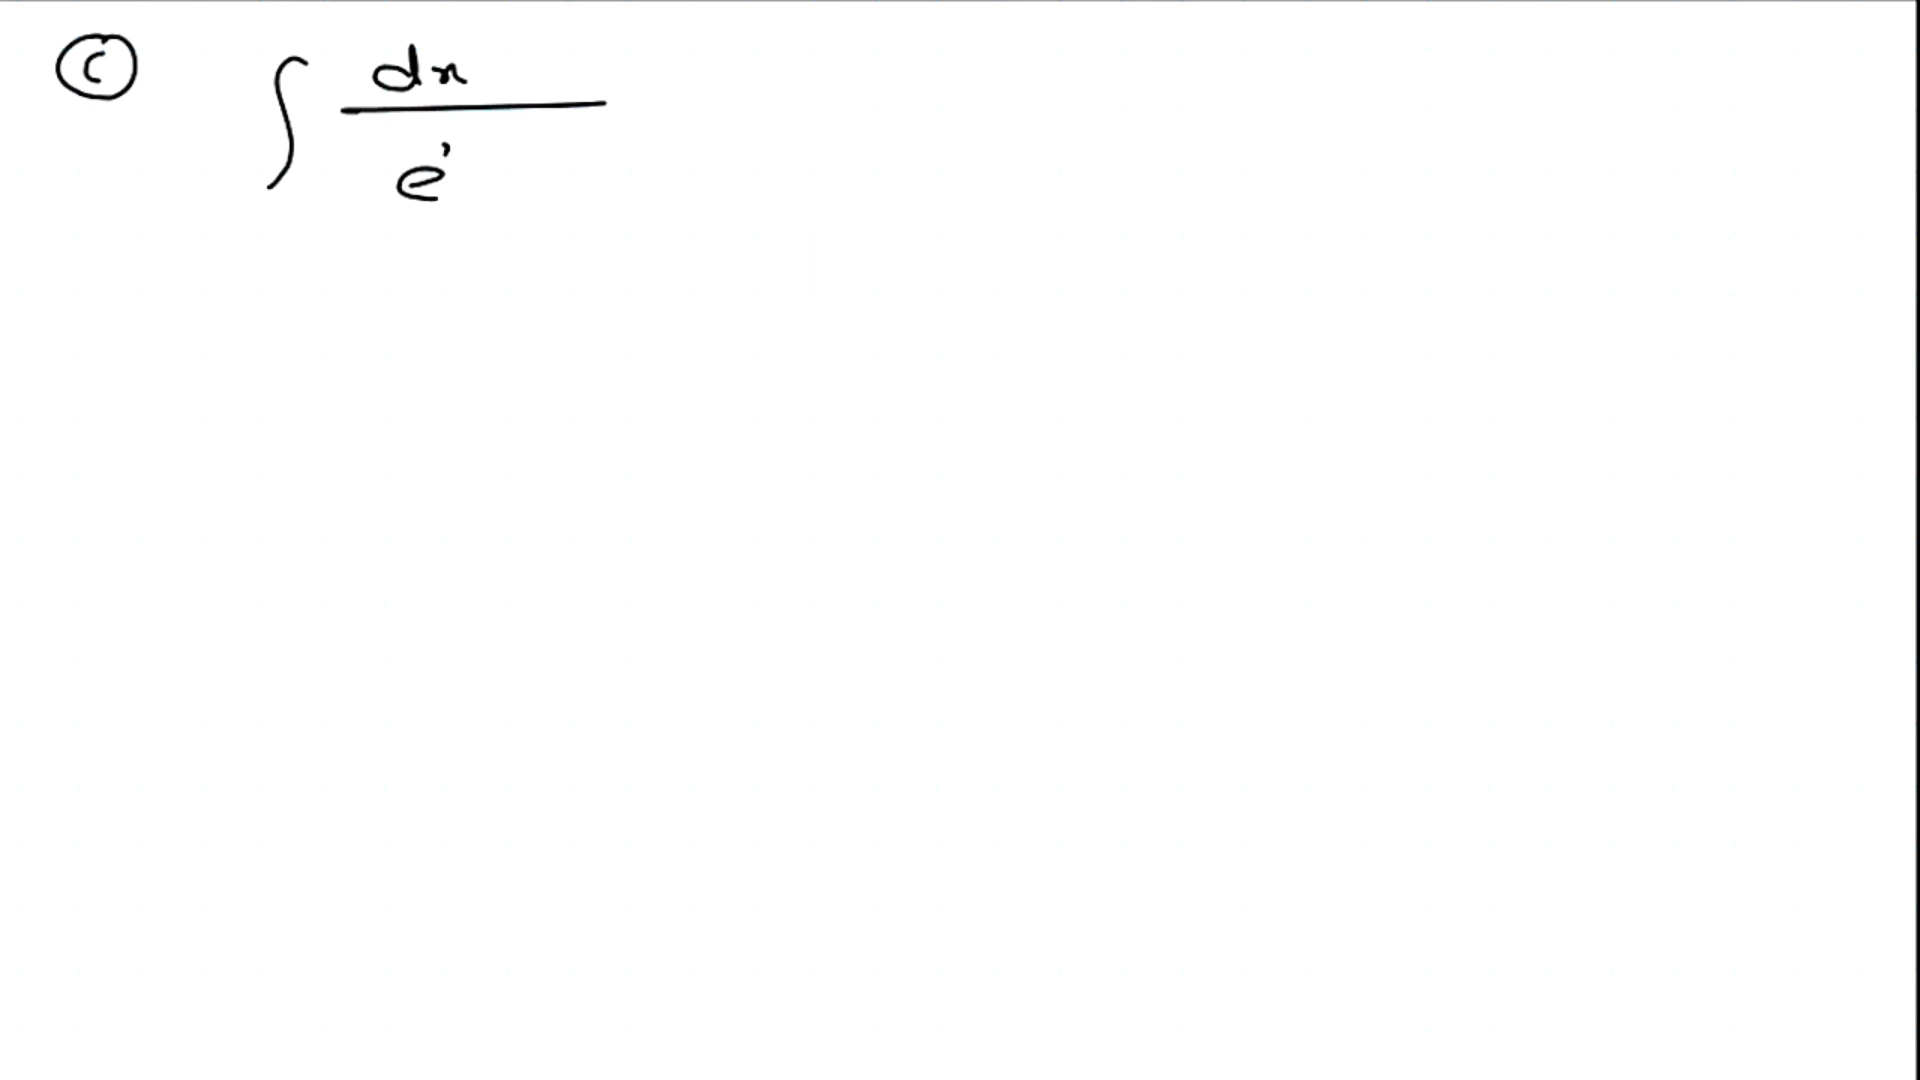 (c) ∫ dx / e'